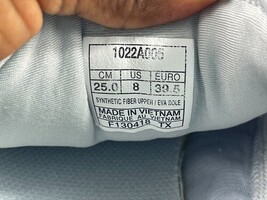 1022A006
CM US EURO
25.0 8 39.5
SYNTHETIC FIBER UPPER / EVA SOLE
MADE IN VIETNAM
FABRIQUE AU VIETNAM
F130418 TX